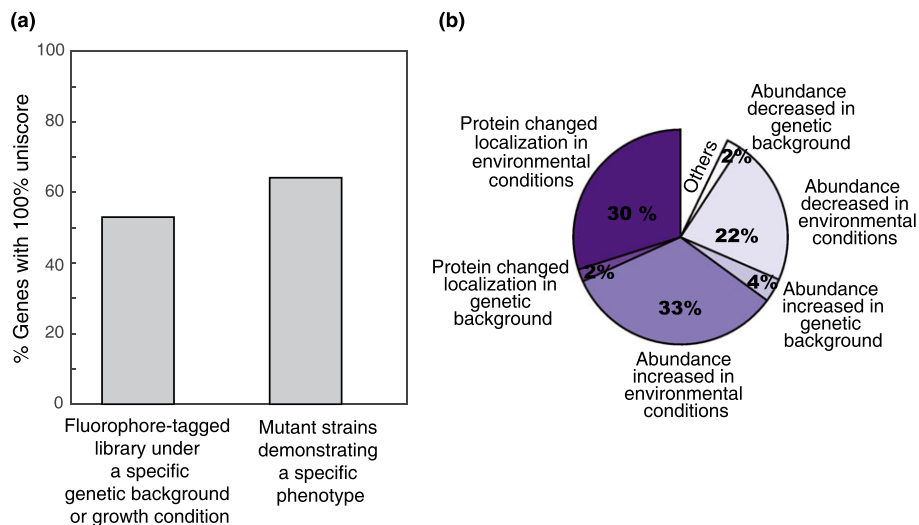 (a)
% Genes with 100% uniscore
100
80
60
40
20
0
Fluorophore-tagged
library under
a specific
genetic background
or growth condition
Mutant strains
demonstrating
a specific
phenotype
(b)
Protein changed
localization in
environmental
conditions
30 %
Others
Abundance
decreased in
genetic
background
2%
Abundance
decreased in
environmental
conditions
22%
4%
Abundance
increased in
genetic
background
Protein changed
localization in
genetic
background
2%
33%
Abundance
increased in
environmental
conditions